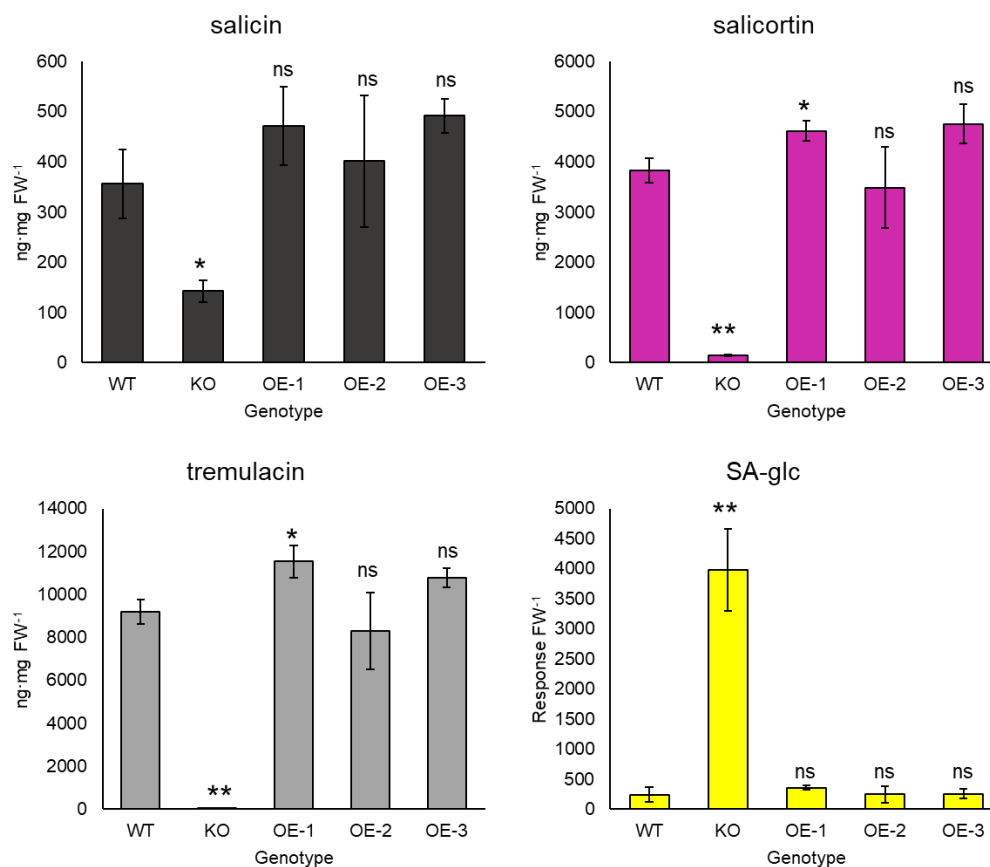 salicin
600
500
400
300
200
100
0
ng·mg FW⁻¹
ns
ns
ns
*
WT KO OE-1 OE-2 OE-3
Genotype
salicortin
6000
5000
4000
3000
2000
1000
0
ng·mg FW⁻¹
ns
*
ns
**
WT KO OE-1 OE-2 OE-3
Genotype
tremulacin
14000
12000
10000
8000
6000
4000
2000
0
ng·mg FW⁻¹
*
ns
ns
**
WT KO OE-1 OE-2 OE-3
Genotype
SA-glc
5000
4500
4000
3500
3000
2500
2000
1500
1000
500
0
Response FW⁻¹
**
ns ns ns
WT KO OE-1 OE-2 OE-3
Genotype